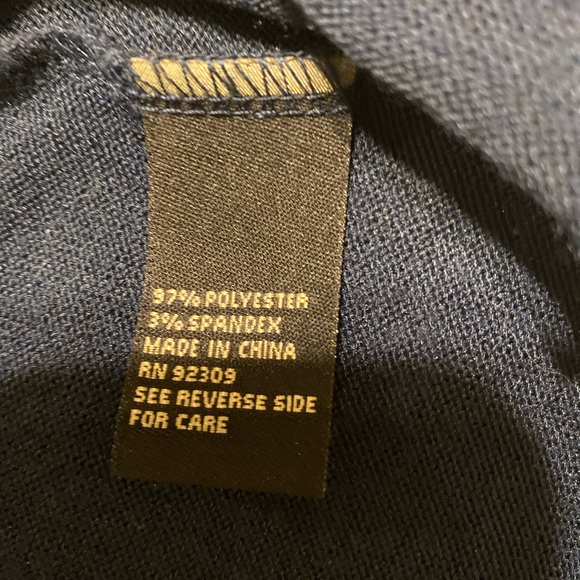 97% POLYESTER
3% SPANDEX
MADE IN CHINA
RN 92309
SEE REVERSE SIDE
FOR CARE